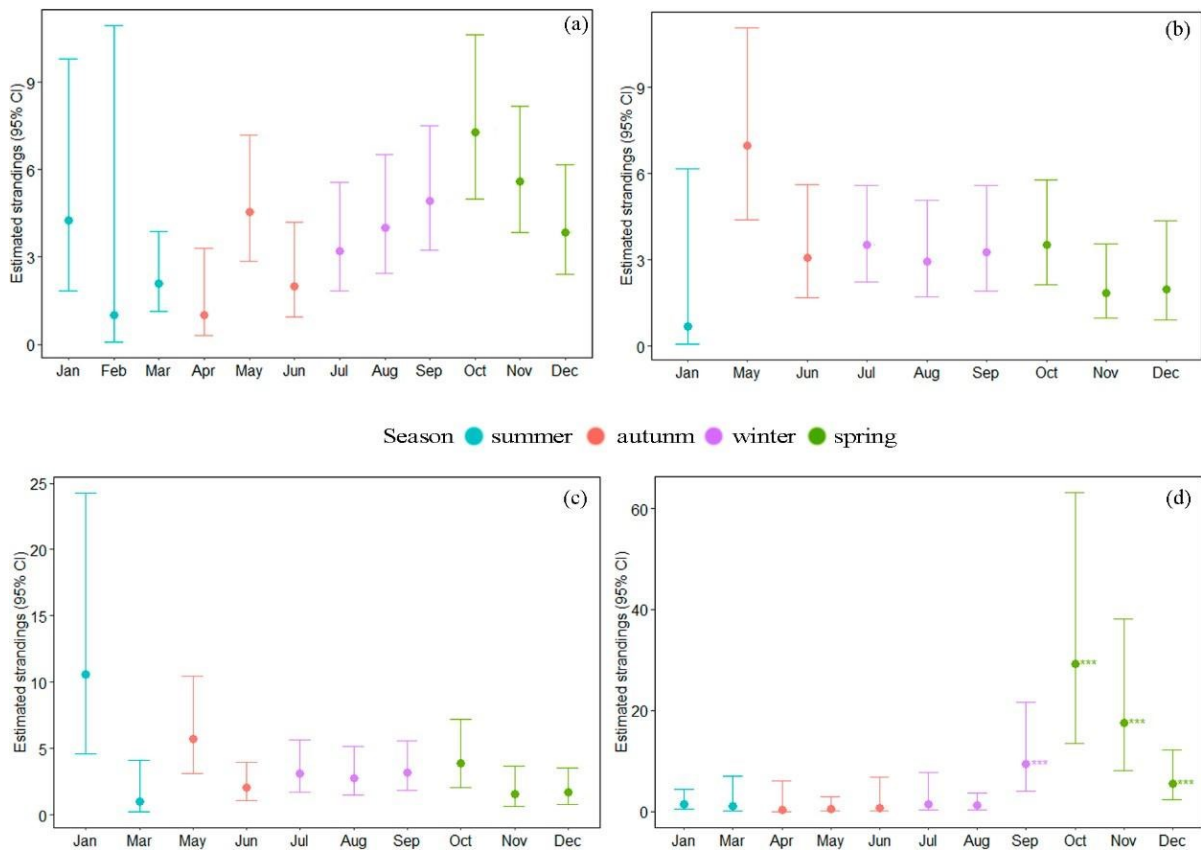 (a)
Estimated strandings (95% CI)
9
6
3
0
Jan Feb Mar Apr May Jun Jul Aug Sep Oct Nov Dec
(b)
Estimated strandings (95% CI)
9
6
3
0
Jan May Jun Jul Aug Sep Oct Nov Dec
Season summer autunm winter spring
(c)
Estimated strandings (95% CI)
25
20
15
10
5
0
Jan Mar May Jun Jul Aug Sep Oct Nov Dec
(d)
Estimated strandings (95% CI)
60
40
20
0
***
***
***
***
Jan Mar Apr May Jun Jul Aug Sep Oct Nov Dec